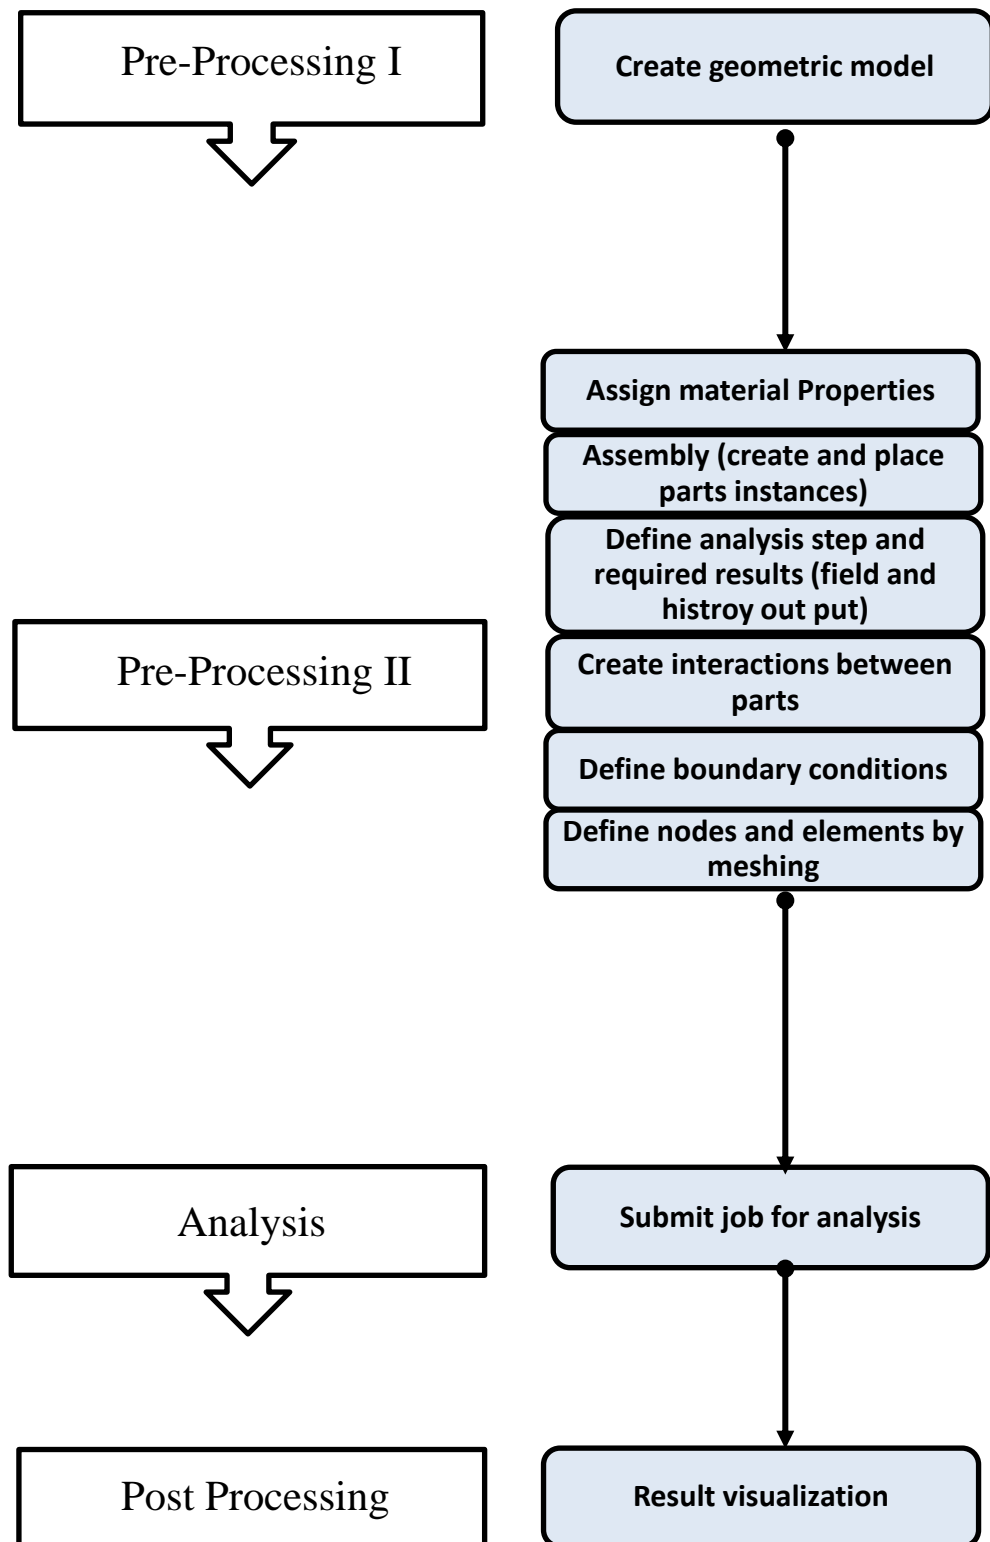 Pre-Processing I
Create geometric model
Assign material Properties
Assembly (create and place
parts instances)
Define analysis step and
required results (field and
histroy out put)
Pre-Processing II
Create interactions between
parts
Define boundary conditions
Define nodes and elements by
meshing
Analysis
Submit job for analysis
Post Processing
Result visualization